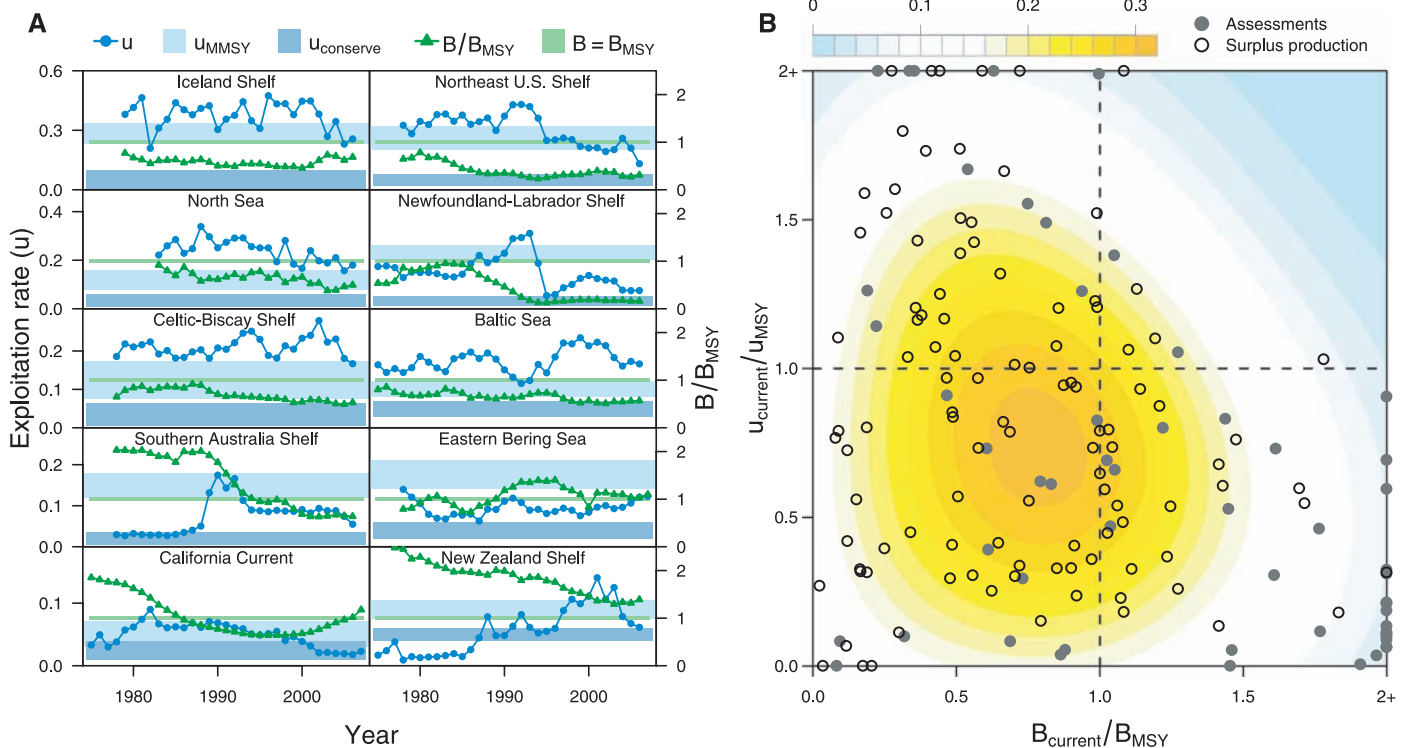 A
u
uMMSY
uconserve
B/BMSY
B = BMSY
Iceland Shelf
Northeast U.S. Shelf
North Sea
Newfoundland-Labrador Shelf
Celtic-Biscay Shelf
Baltic Sea
Southern Australia Shelf
Eastern Bering Sea
California Current
New Zealand Shelf
0.6
0.3
0.0
0.4
0.2
0.0
0.2
0.1
0.0
0.2
0.1
0.0
0.1
0.0
2
1
0
2
1
0
2
1
0
2
1
0
2
1
0
Exploitation rate (u)
B/BMSY
1980 1990 2000 1980 1990 2000
Year
B
0 0.1 0.2 0.3
Assessments
Surplus production
2+
1.5
1.0
0.5
0.0
ucurrent/uMSY
0.0 0.5 1.0 1.5 2+
Bcurrent/BMSY